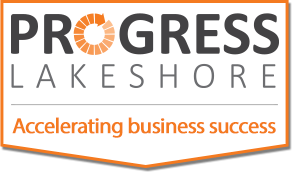 PROGRESS
LAKESHORE
Accelerating business success